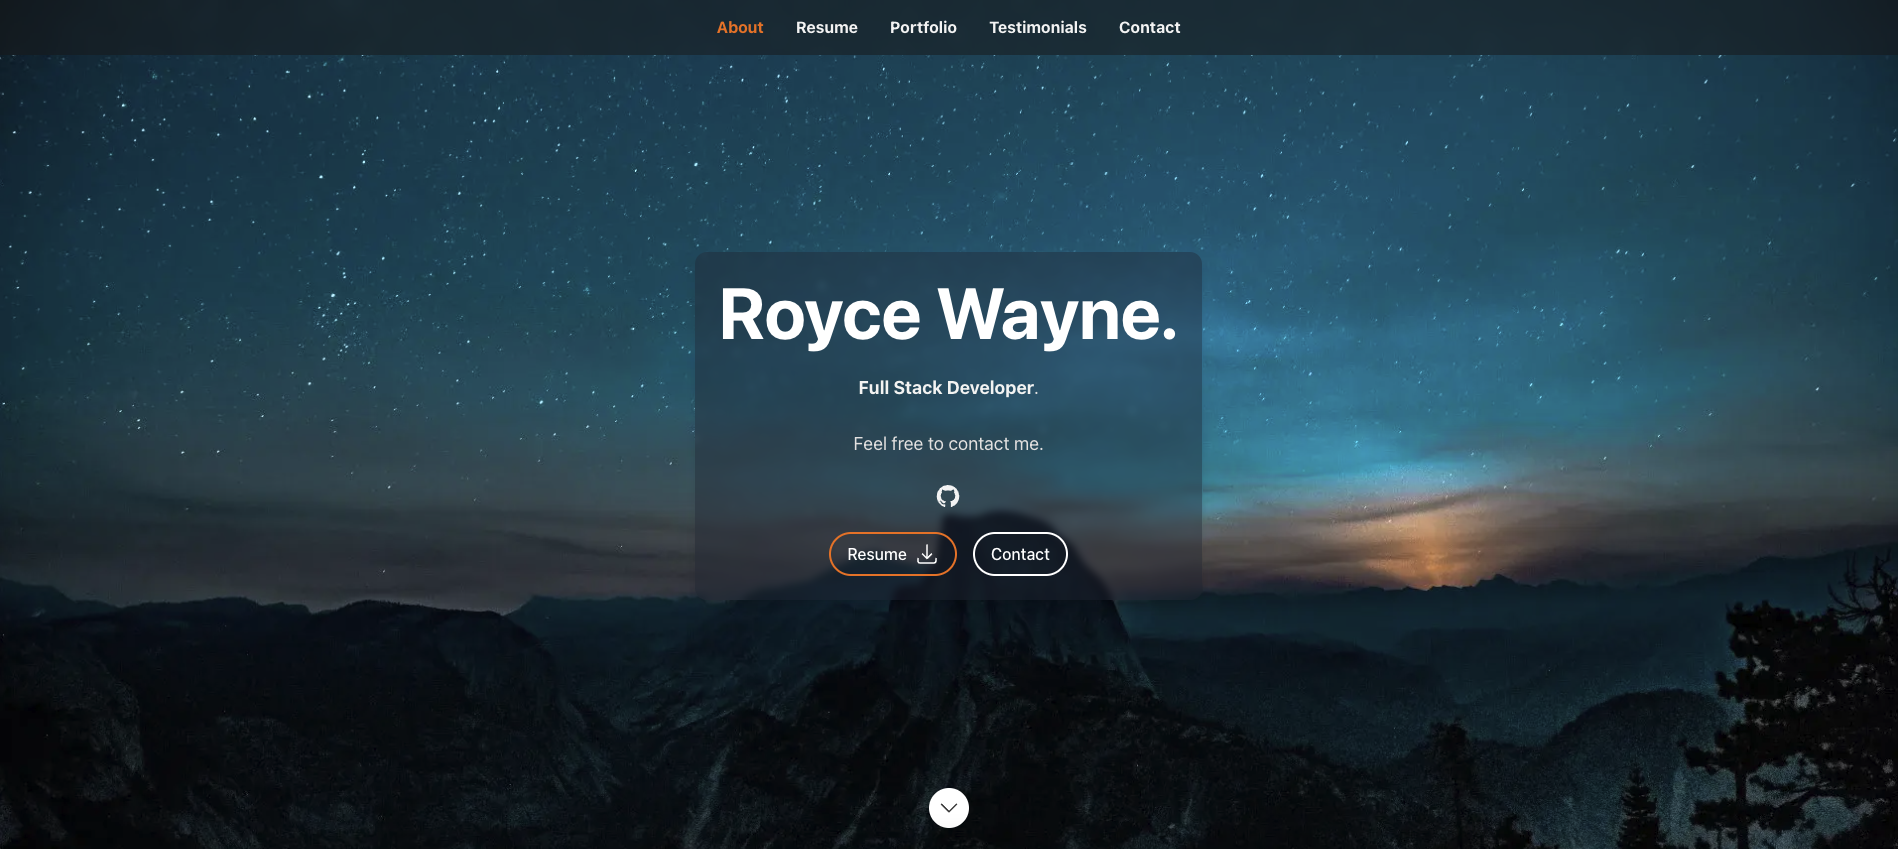 About Resume Portfolio Testimonials Contact
Royce Wayne.
Full Stack Developer.
Feel free to contact me.
Resume Contact